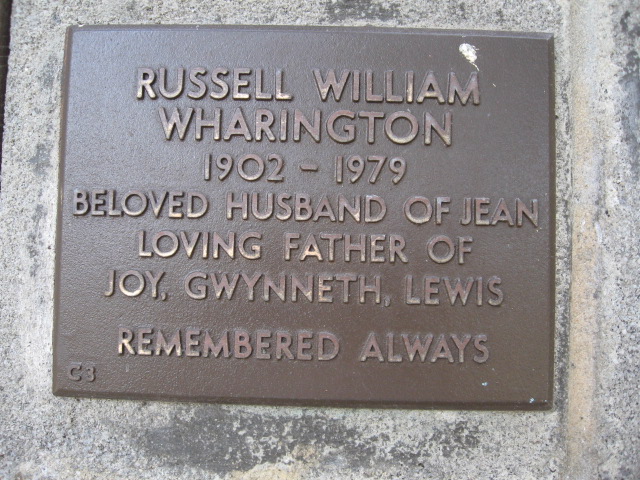 RUSSELL WILLIAM
WHARINGTON
1902 - 1979
BELOVED HUSBAND OF JEAN
LOVING FATHER OF
JOY, GWYNNETH, LEWIS
REMEMBERED ALWAYS
C3